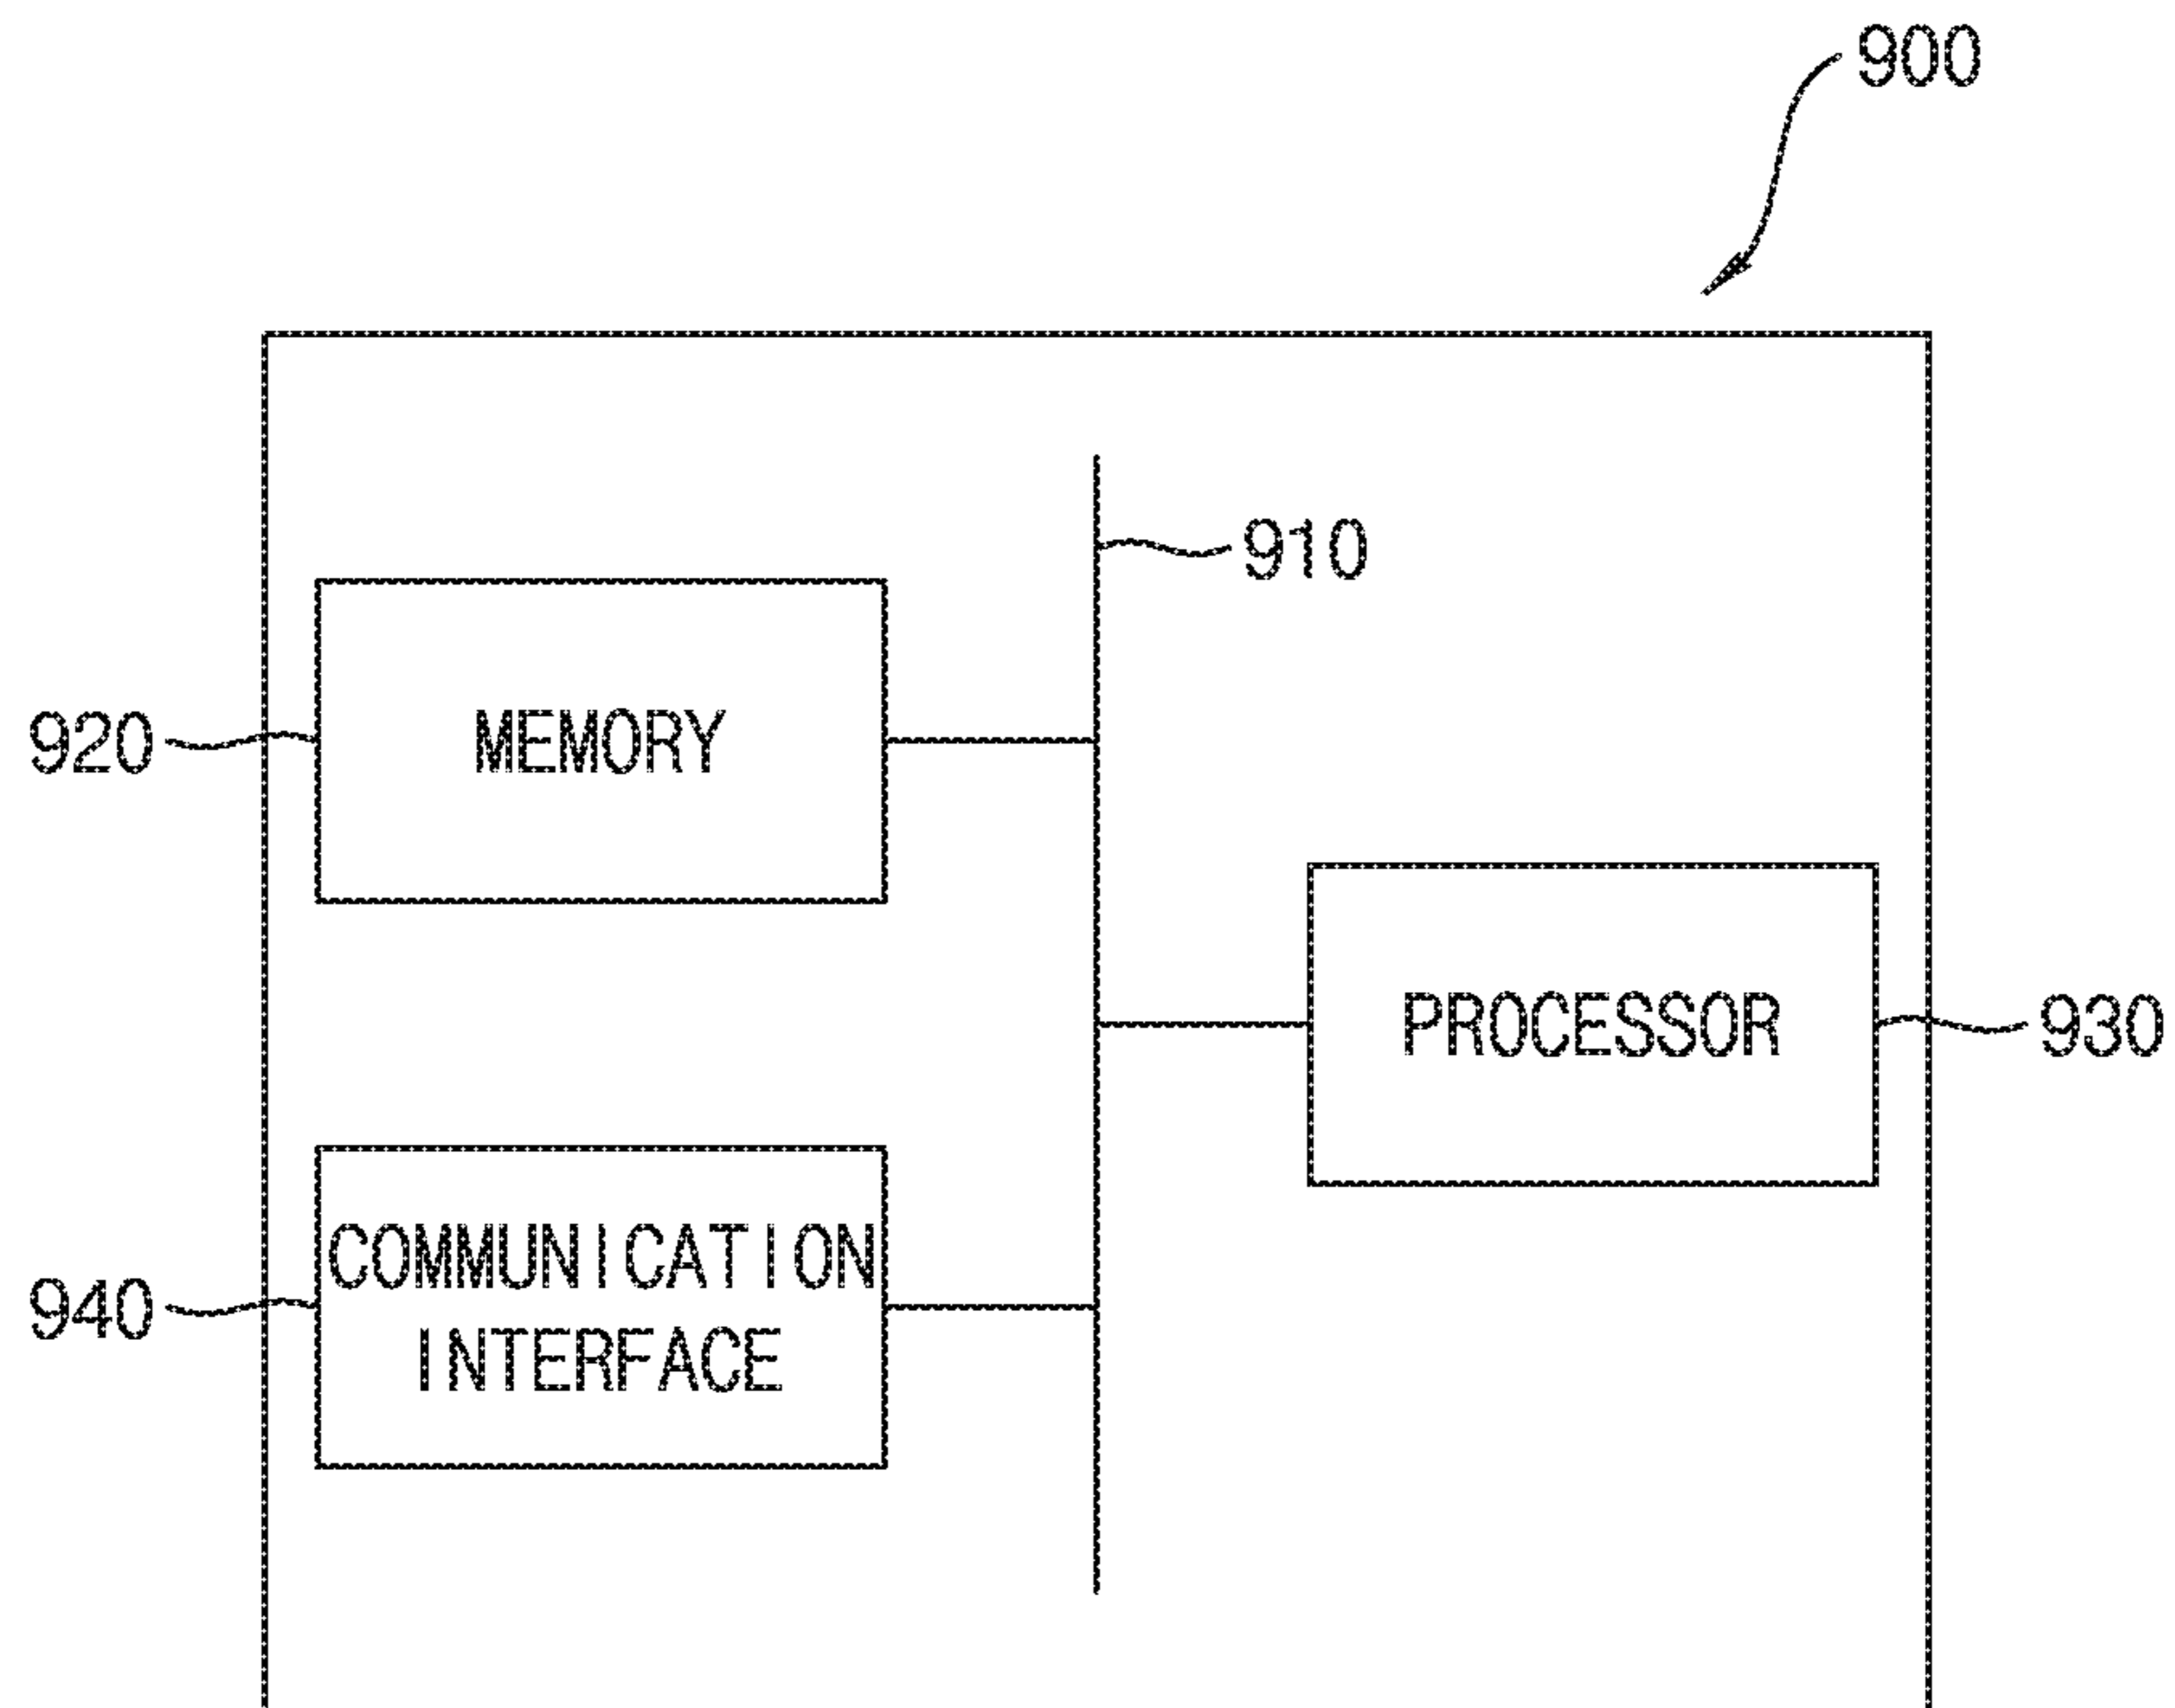 900
910
920
MEMORY
PROCESSOR
930
940
COMMUNICATION
INTERFACE